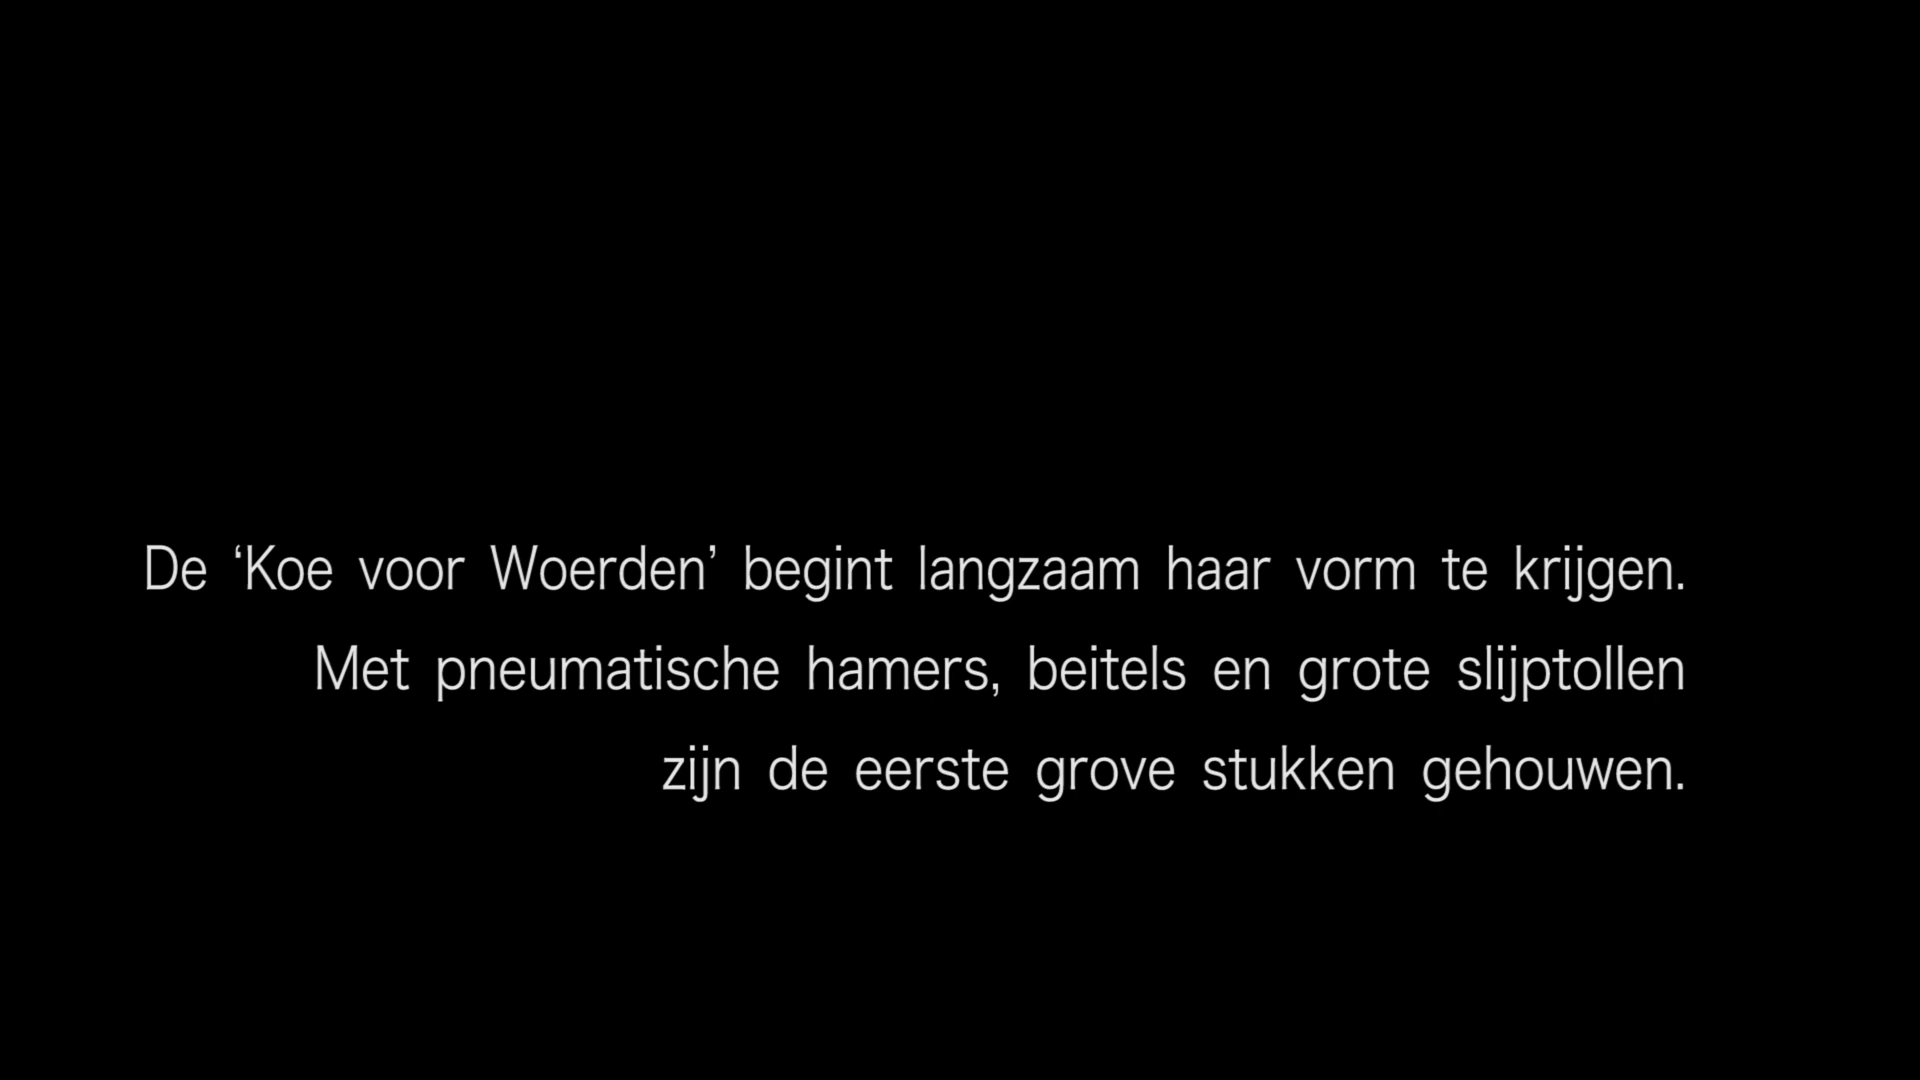 De ‘Koe voor Woerden’ begint langzaam haar vorm te krijgen.
Met pneumatische hamers, beitels en grote slijptollen
zijn de eerste grove stukken gehouwen.